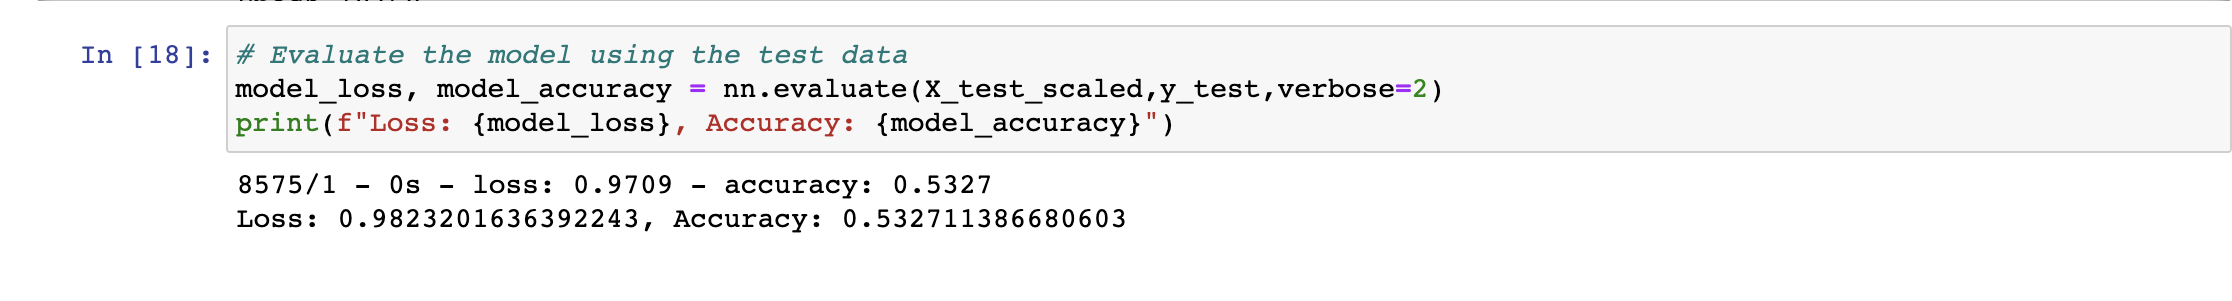 In [18]: # Evaluate the model using the test data
model_loss, model_accuracy = nn.evaluate(X_test_scaled,y_test,verbose=2)
print(f"Loss: {model_loss}, Accuracy: {model_accuracy}")
8575/1 - 0s - loss: 0.9709 - accuracy: 0.5327
Loss: 0.9823201636392243, Accuracy: 0.532711386680603